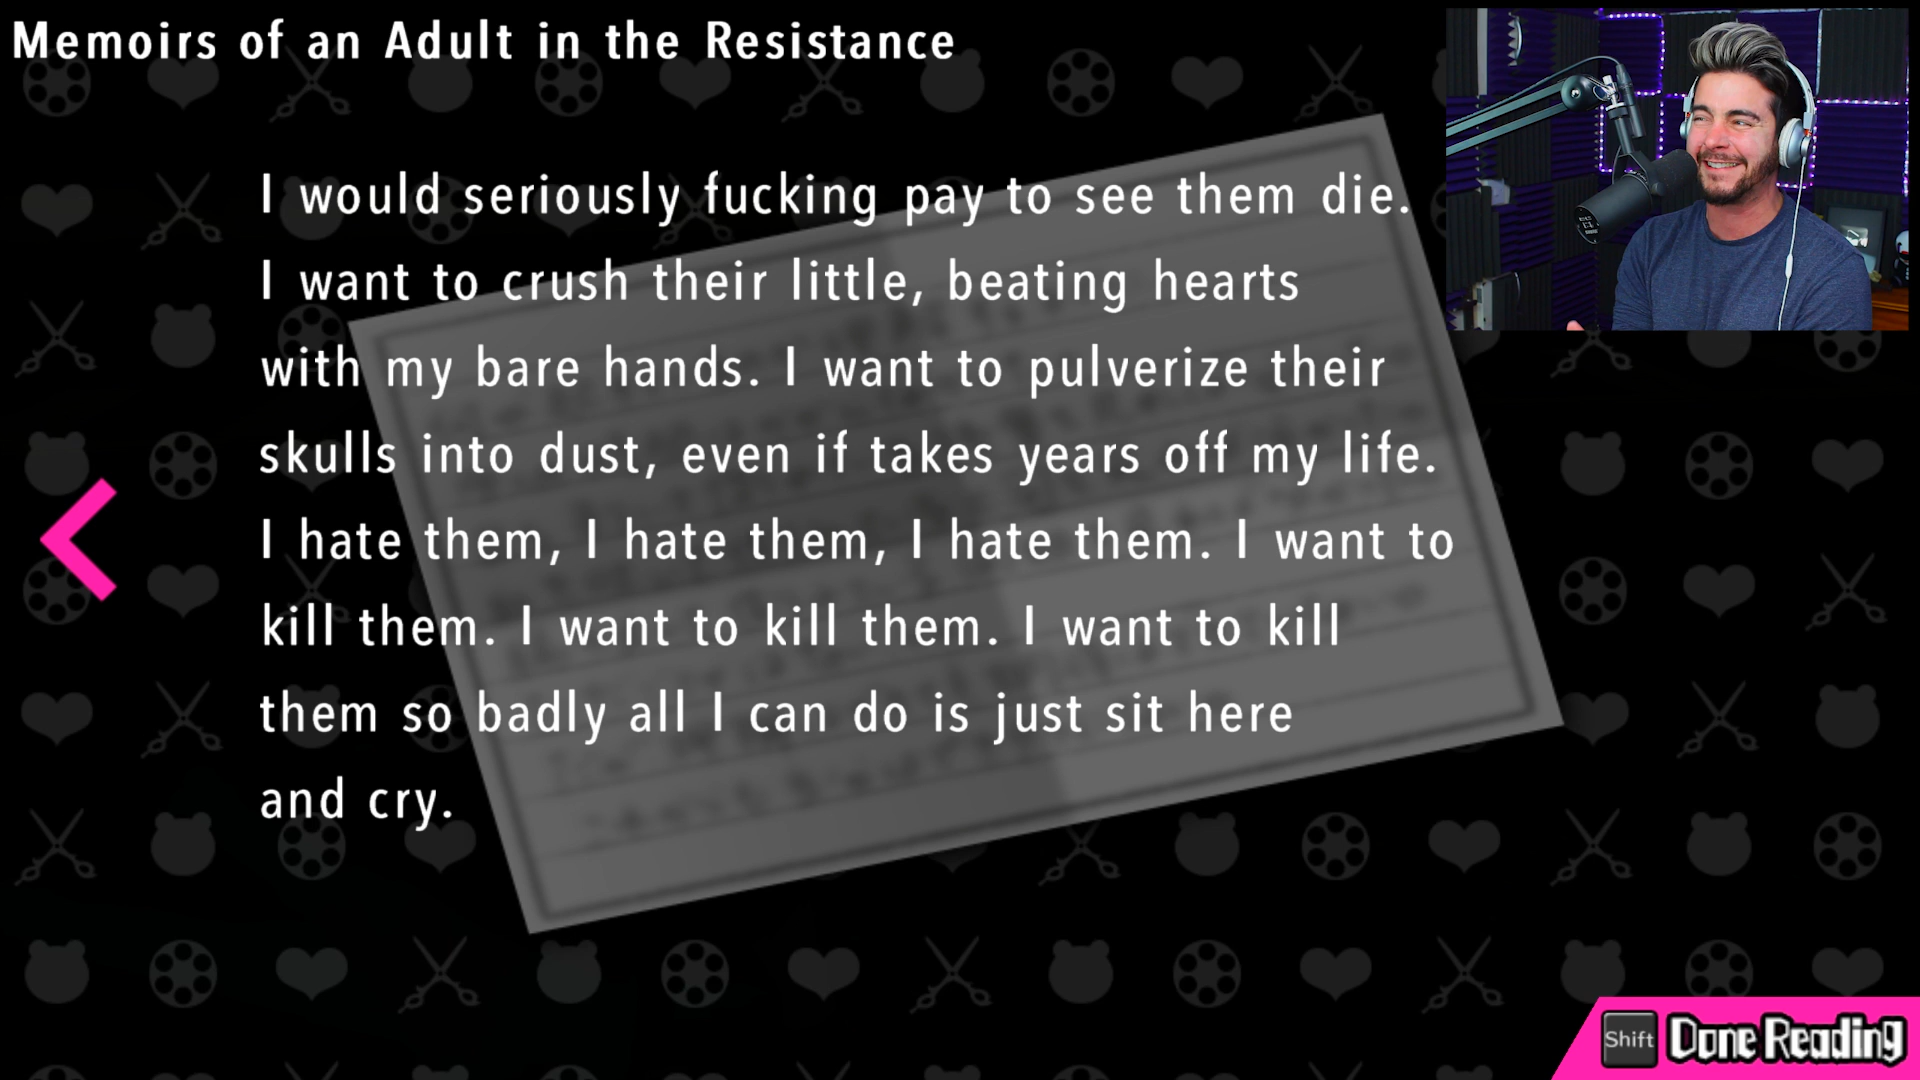 Memoirs of an Adult in the Resistance
I would seriously fucking pay to see them die.
I want to crush their little, beating hearts
with my bare hands. I want to pulverize their
skulls into dust, even if takes years off my life.
I hate them, I hate them, I hate them. I want to
kill them. I want to kill them. I want to kill
them so badly all I can do is just sit here
and cry.
Shift Done Reading